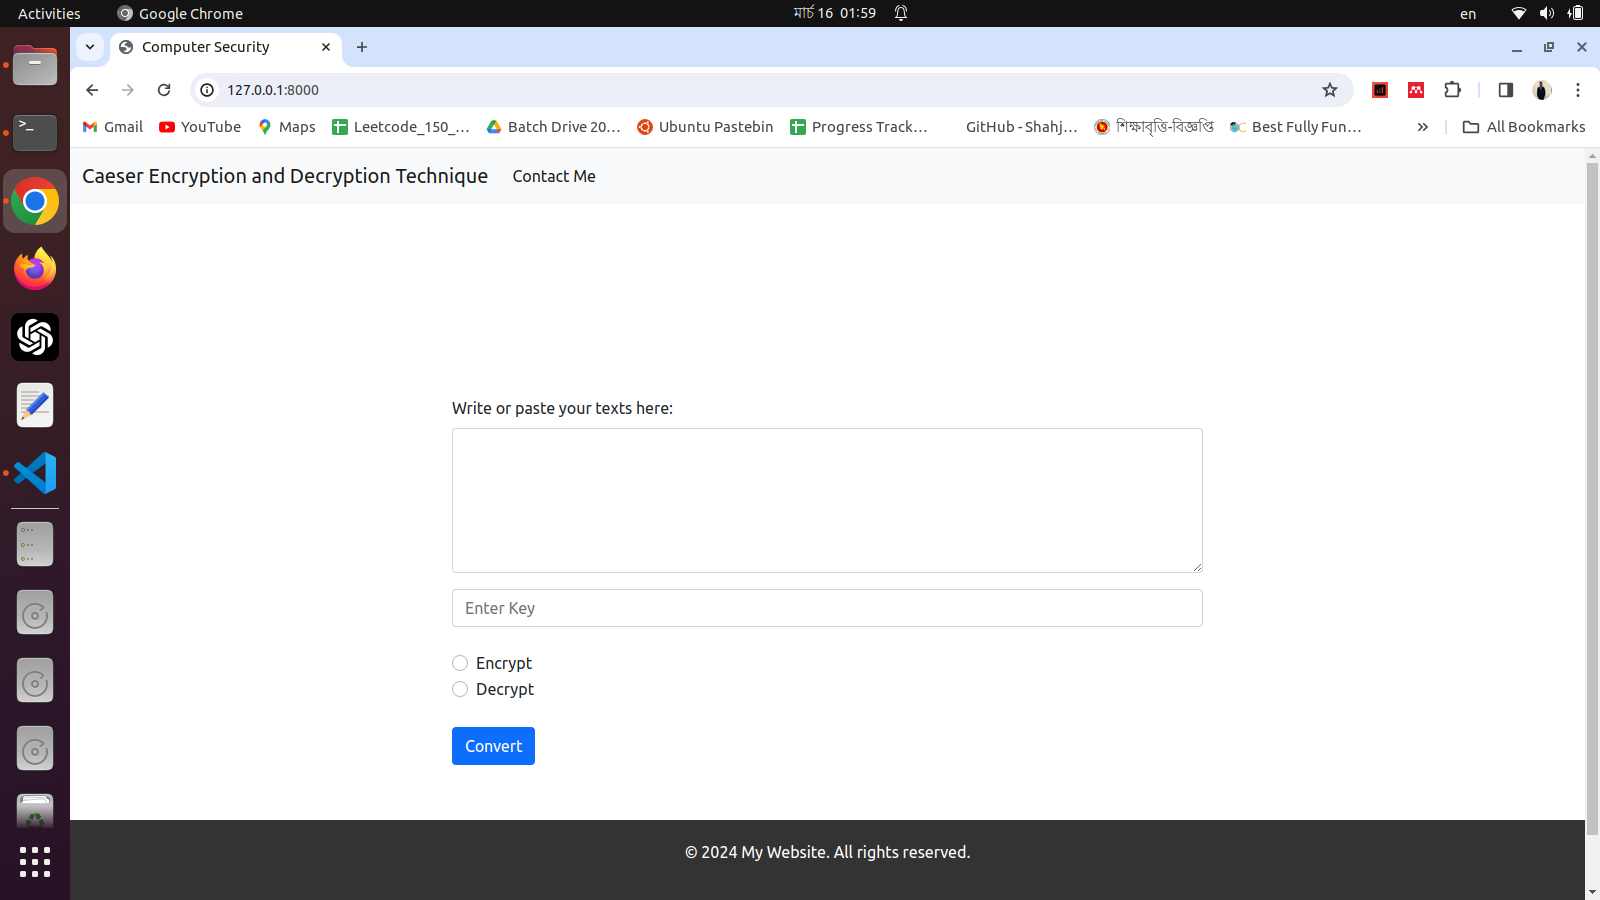 Activities
Google Chrome
মার্চ 16 01:59
en
Computer Security
127.0.0.1:8000
Gmail
YouTube
Maps
Leetcode_150_...
Batch Drive 20...
Ubuntu Pastebin
Progress Track...
GitHub - Shahj...
শিক্ষাবৃত্তি-বিজ্ঞপ্তি
Best Fully Fun...
All Bookmarks
Caeser Encryption and Decryption Technique
Contact Me
Write or paste your texts here:
Enter Key
Encrypt
Decrypt
Convert
© 2024 My Website. All rights reserved.